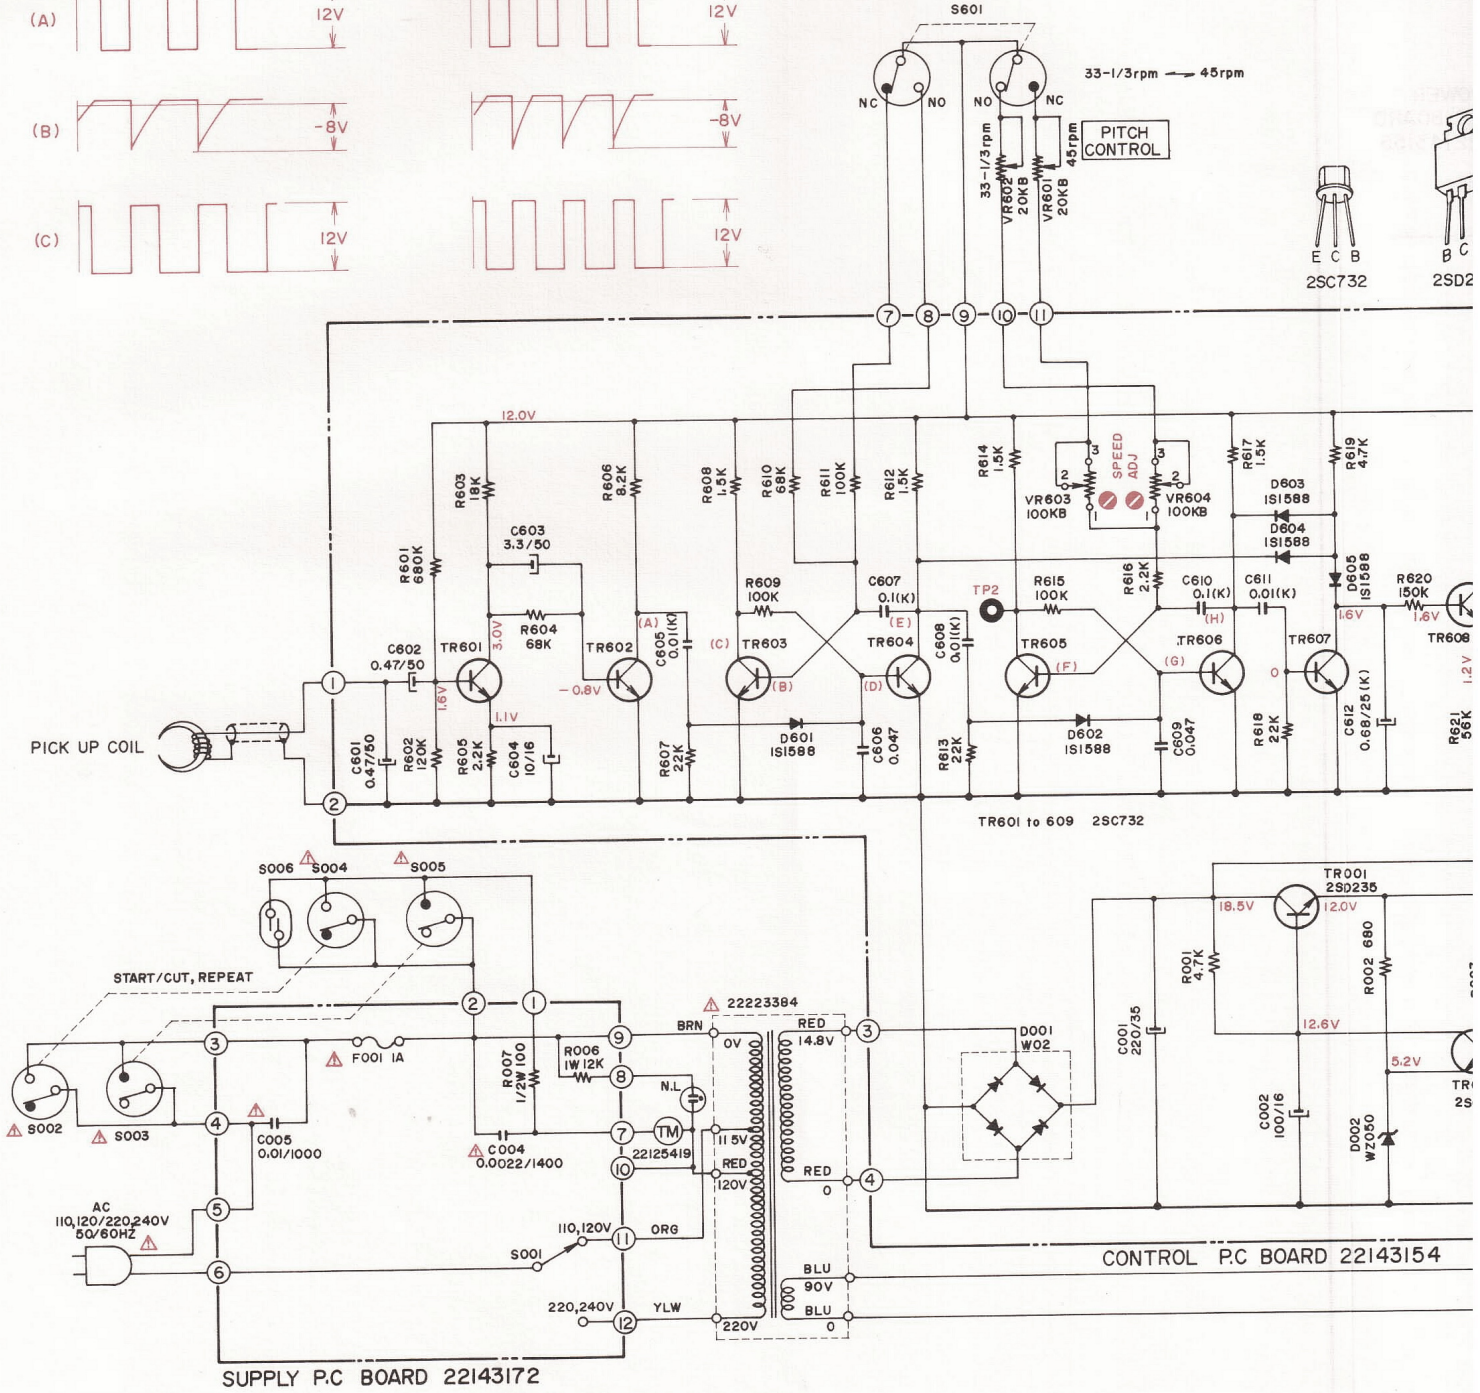 (A)
12V
12V
S601
33-1/3rpm 45rpm
NC
NO
NO
NC
(B)
-8V
-8V
33-1/3rpm
VR602
20KB
VR601
20KB
45rpm
PITCH
CONTROL
(C)
12V
12V
E C B
2SC732
B C
2SD2
7
8
9
10
11
12.0V
R603
18K
R606
8.2K
R608
1.5K
R610
68K
R611
100K
R612
1.5K
R614
1.5K
3
2
1
VR603
100KB
SPEED
ADJ
3
2
1
VR604
100KB
R617
1.5K
R619
4.7K
D603
1S1588
D604
1S1588
D605
1S1588
C603
3.3/50
R601
680K
R604
68K
R609
100K
C607
0.1(K)
TP2
R615
100K
R616
2.2K
C610
0.1(K)
C611
0.01(K)
R620
150K
1.6V
1.6V
(A)
C605
0.01(K)
(C)
(E)
C608
0.01(K)
(H)
TR601
3.0V
TR602
TR603
TR604
TR605
TR606
TR607
TR608
C602
0.47/50
1.6V
-0.8V
(B)
(D)
(F)
(G)
0
1.2V
1
1.1V
PICK UP COIL
C601
0.47/50
R602
120K
R605
2.2K
C604
10/16
R607
22K
D601
1S1588
C606
0.047
R613
22K
D602
1S1588
C609
0.047
R618
22K
C612
0.68/25(K)
R621
56K
2
TR601 to 609 2SC732
S006
S004
S005
TR001
2SD235
18.5V
12.0V
START/CUT, REPEAT
R001
4.7K
R002 680
2
1
22223384
3
F001 1A
R007
1/2W 100
R006
1W 12K
9
BRN
0V
RED
14.8V
3
D001
W02
C001
220/35
12.6V
5.2V
8
N.L
S002
S003
4
C005
0.01/1000
C004
0.0022/1400
7
TM
22125419
115V
10
RED
120V
RED
0
4
C002
100/16
D002
WZ050
AC
110,120/220,240V
50/60HZ
5
6
S001
110,120V
11
ORG
CONTROL P.C BOARD 22143154
BLU
90V
220,240V
12
YLW
220V
BLU
0
SUPPLY P.C BOARD 22143172